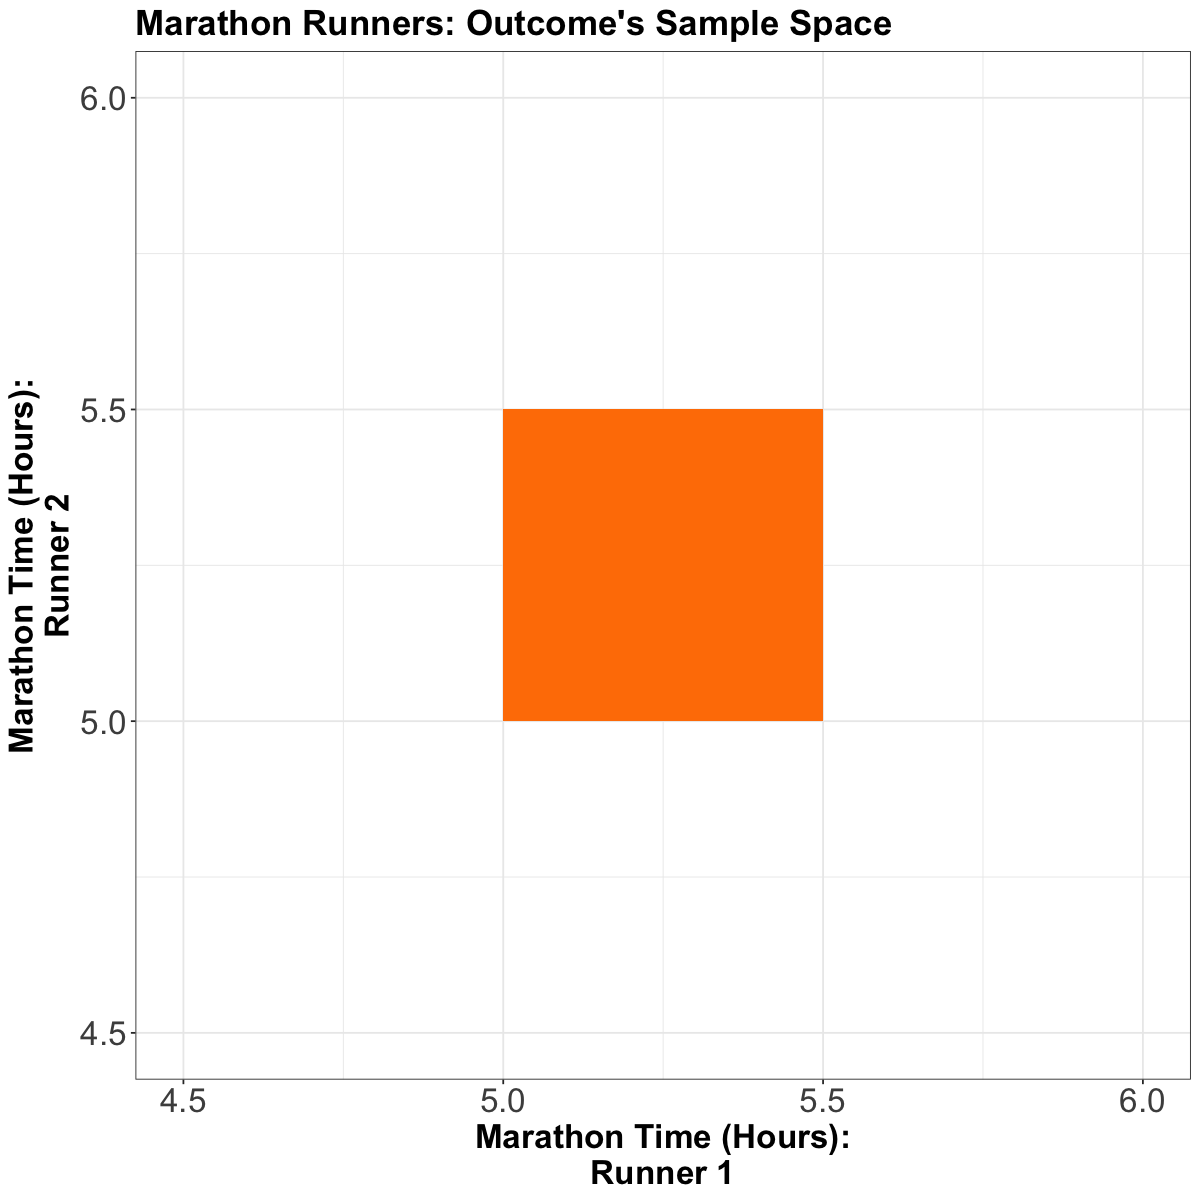 Marathon Runners: Outcome's Sample Space
Marathon Time (Hours):
Runner 2
6.0
5.5
5.0
4.5
4.5 5.0 5.5 6.0
Marathon Time (Hours):
Runner 1